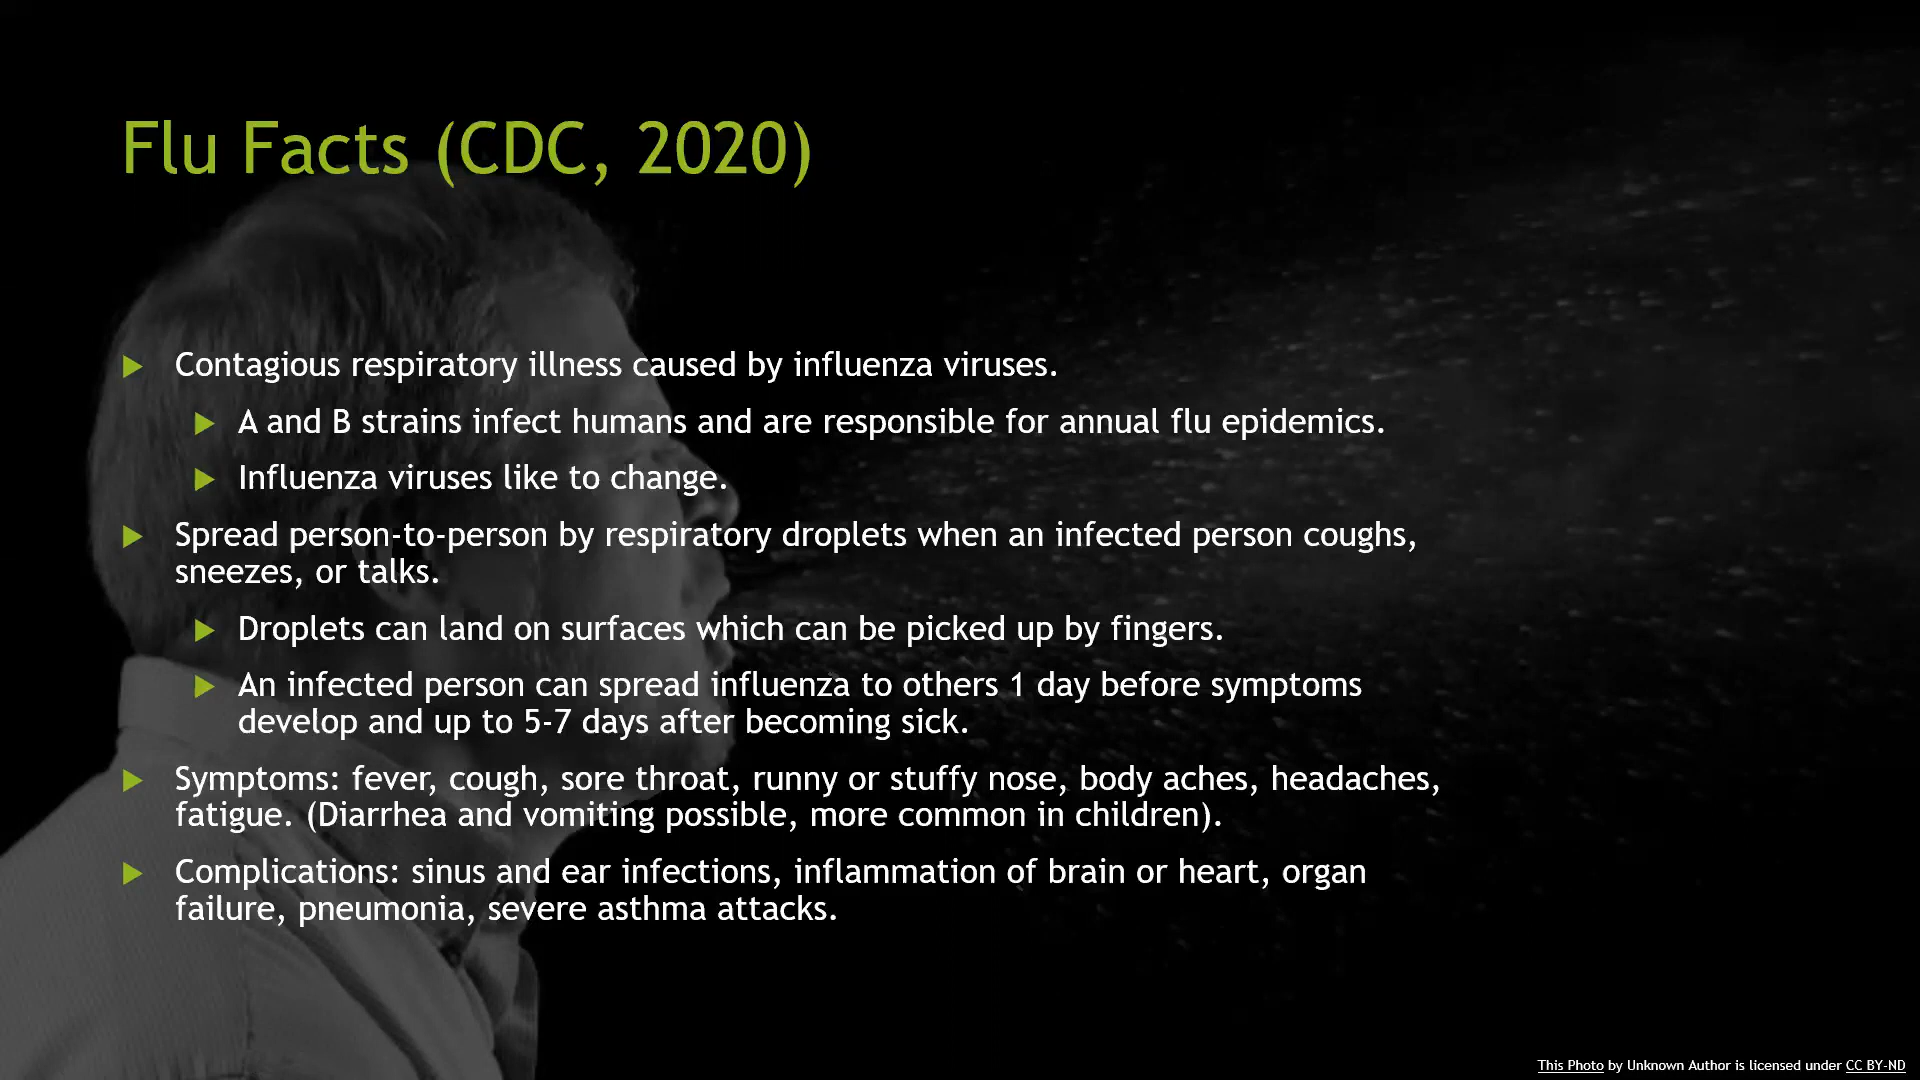 Flu Facts (CDC, 2020)
Contagious respiratory illness caused by influenza viruses.
A and B strains infect humans and are responsible for annual flu epidemics.
Influenza viruses like to change.
Spread person-to-person by respiratory droplets when an infected person coughs,
sneezes, or talks.
Droplets can land on surfaces which can be picked up by fingers.
An infected person can spread influenza to others 1 day before symptoms
develop and up to 5-7 days after becoming sick.
Symptoms: fever, cough, sore throat, runny or stuffy nose, body aches, headaches,
fatigue. (Diarrhea and vomiting possible, more common in children).
Complications: sinus and ear infections, inflammation of brain or heart, organ
failure, pneumonia, severe asthma attacks.
This Photo by Unknown Author is licensed under CC BY-ND